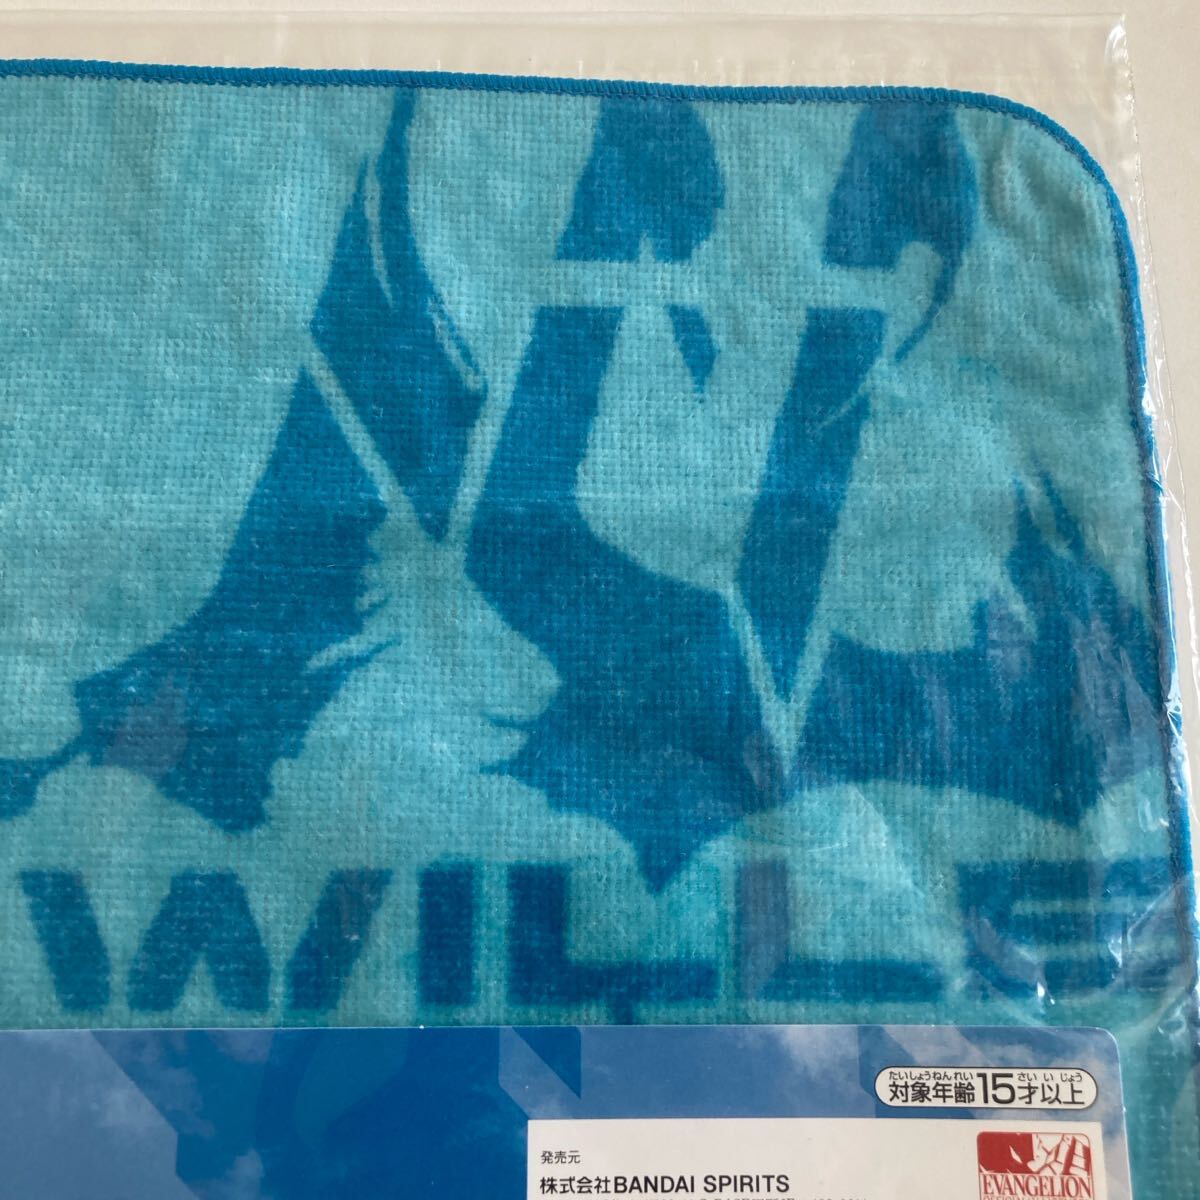 WILLE
たいしょうねんれい さい い じょう
対象年齢15才以上
発売元
株式会社BANDAI SPIRITS
EVANGELION